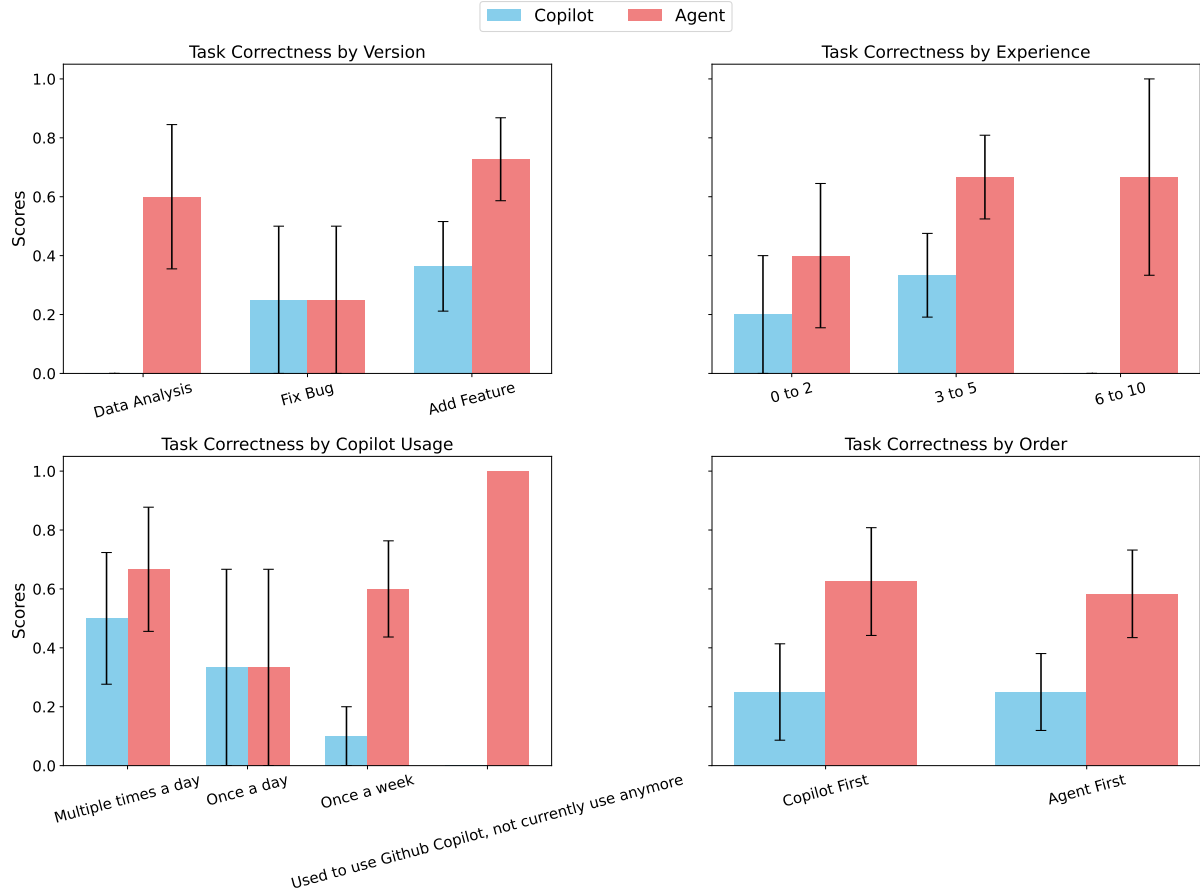 Copilot Agent
Task Correctness by Version
Scores
1.0
0.8
0.6
0.4
0.2
0.0
Data Analysis
Fix Bug
Add Feature
Task Correctness by Experience
0 to 2
3 to 5
6 to 10
Task Correctness by Copilot Usage
Scores
1.0
0.8
0.6
0.4
0.2
0.0
Multiple times a day
Once a day
Once a week
Used to use Github Copilot, not currently use anymore
Task Correctness by Order
Copilot First
Agent First